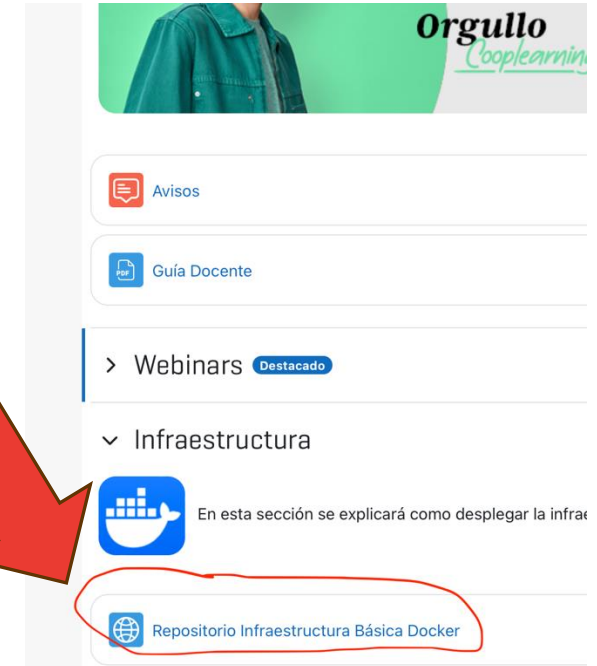 Orgullo
Cooplearning
Avisos
PDF
Guía Docente
Webinars Destacado
Infraestructura
En esta sección se explicará como desplegar la infrae
Repositorio Infraestructura Básica Docker